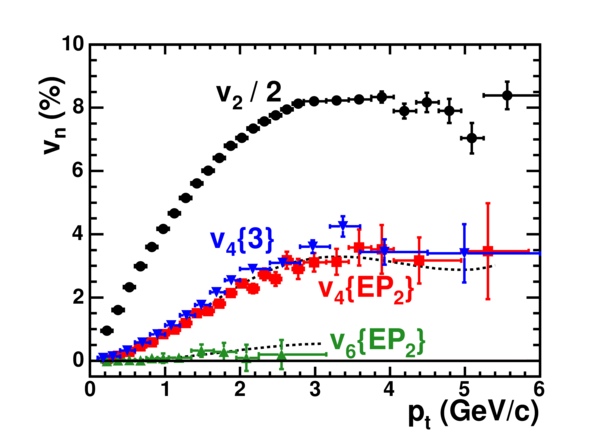 10
8
6
4
2
0
v_n (%)
v_2 / 2
v_4{3}
v_4{EP_2}
v_6{EP_2}
0 1 2 3 4 5 6
p_t (GeV/c)